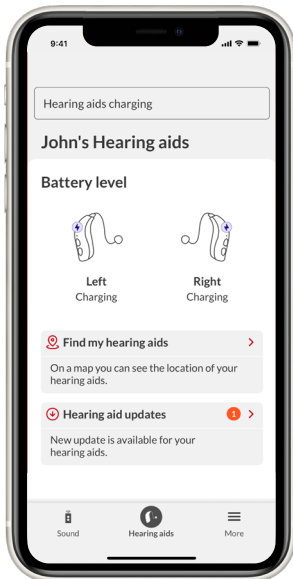 9:41
Hearing aids charging
John's Hearing aids
Battery level
Left
Charging
Right
Charging
Find my hearing aids
On a map you can see the location of your
hearing aids.
Hearing aid updates
1
New update is available for your
hearing aids.
Sound
Hearing aids
More